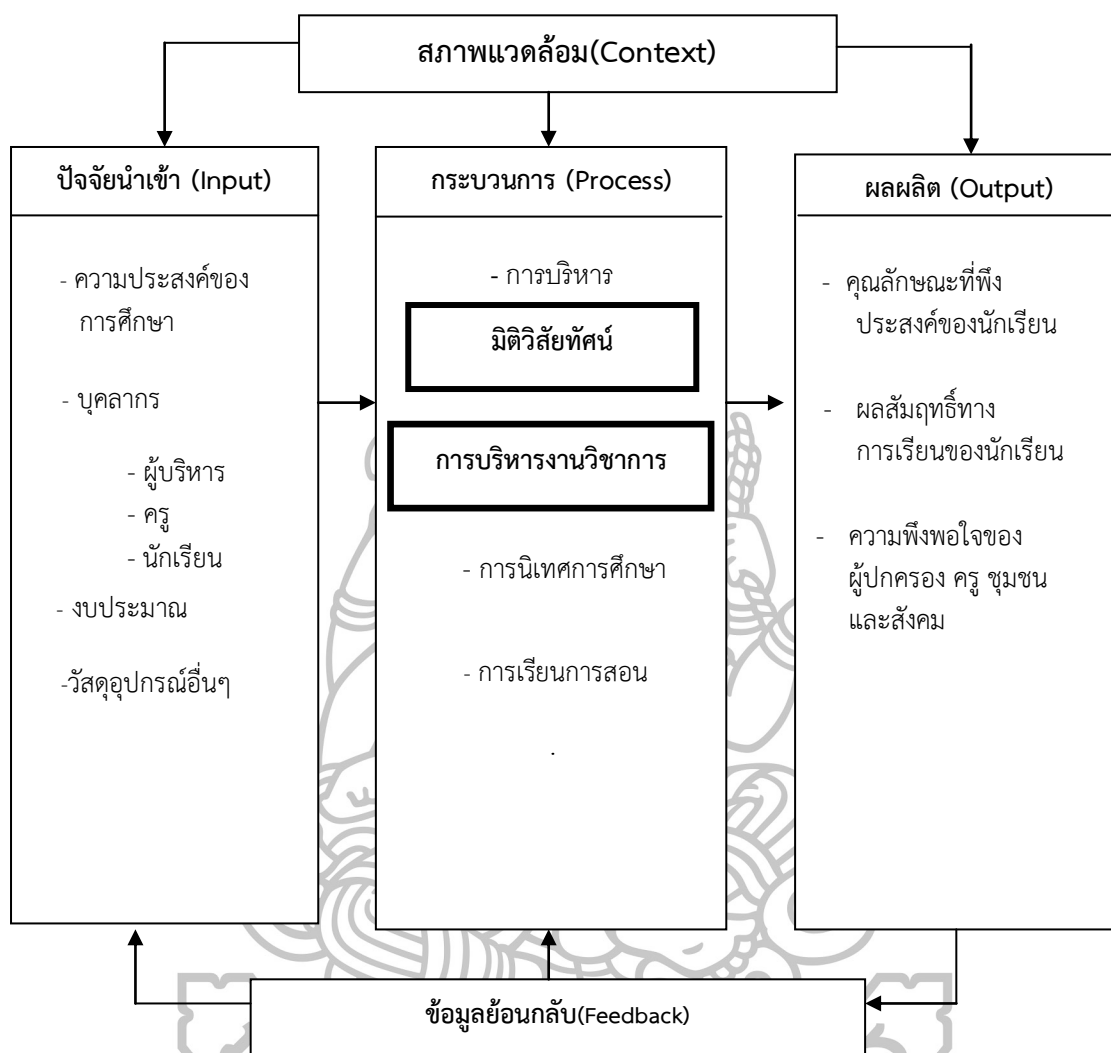 สภาพแวดล้อม(Context)
ปัจจัยนำเข้า (Input)
- ความประสงค์ของ
การศึกษา
- บุคลากร
- ผู้บริหาร
- ครู
- นักเรียน
- งบประมาณ
-วัสดุอุปกรณ์อื่นๆ
กระบวนการ (Process)
- การบริหาร
มิติวิสัยทัศน์
การบริหารงานวิชาการ
- การนิเทศการศึกษา
- การเรียนการสอน
.
ผลผลิต (Output)
- คุณลักษณะที่พึง
ประสงค์ของนักเรียน
- ผลสัมฤทธิ์ทาง
การเรียนของนักเรียน
- ความพึงพอใจของ
ผู้ปกครอง ครู ชุมชน
และสังคม
ข้อมูลย้อนกลับ(Feedback)